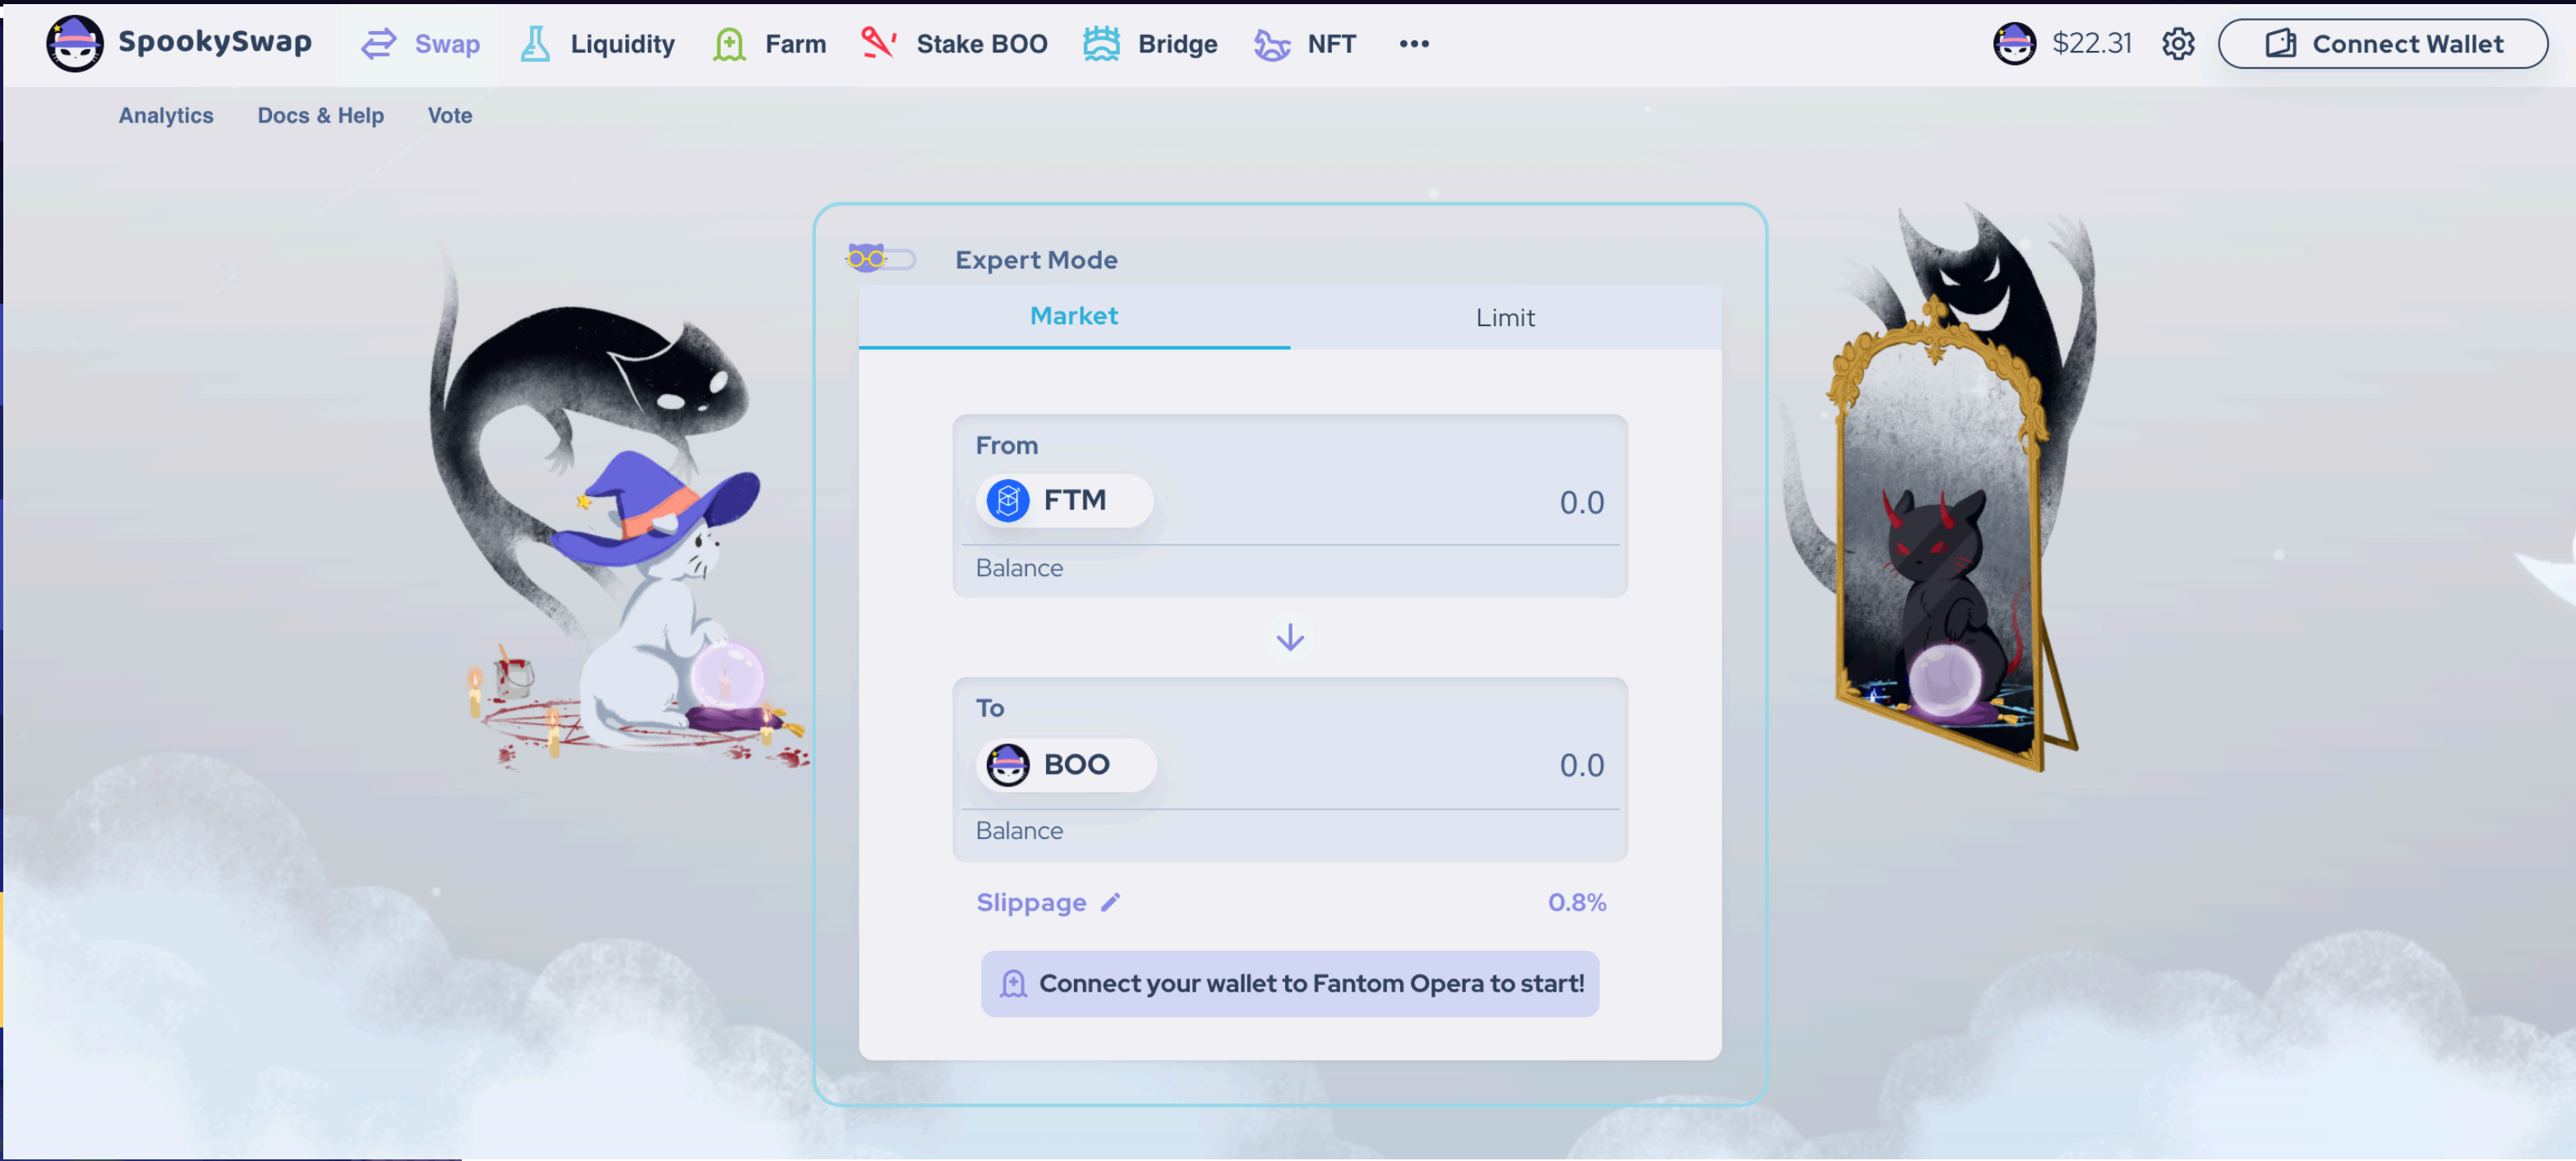 SpookySwap
Swap
Liquidity
Farm
Stake BOO
Bridge
NFT
•••
$22.31
Connect Wallet
Analytics
Docs & Help
Vote
Expert Mode
Market
Limit
From
FTM
0.0
Balance
To
BOO
0.0
Balance
Slippage
0.8%
Connect your wallet to Fantom Opera to start!